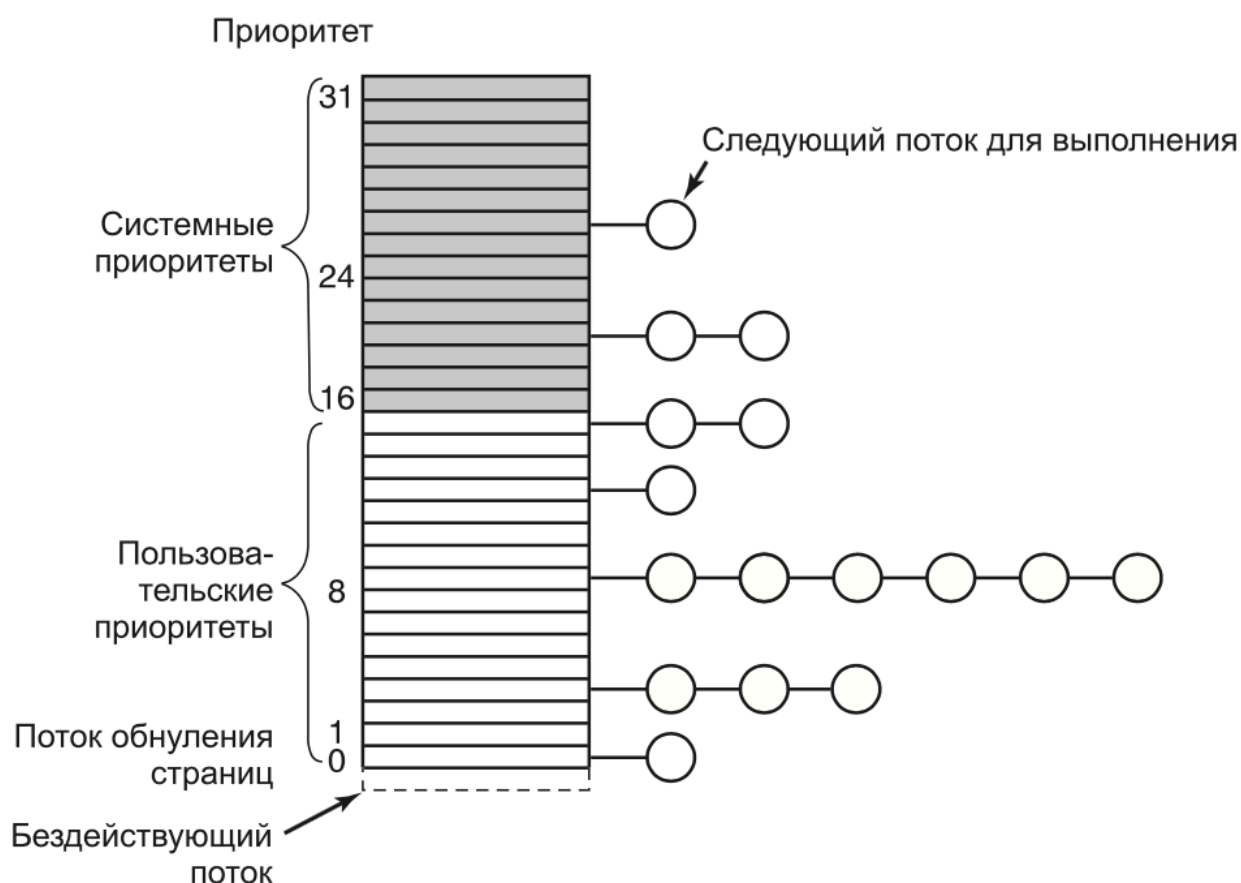 Приоритет
31
Следующий поток для выполнения
Системные
приоритеты
24
16
Пользова-
тельские
приоритеты
8
1
Поток обнуления
страниц
0
Бездействующий
поток